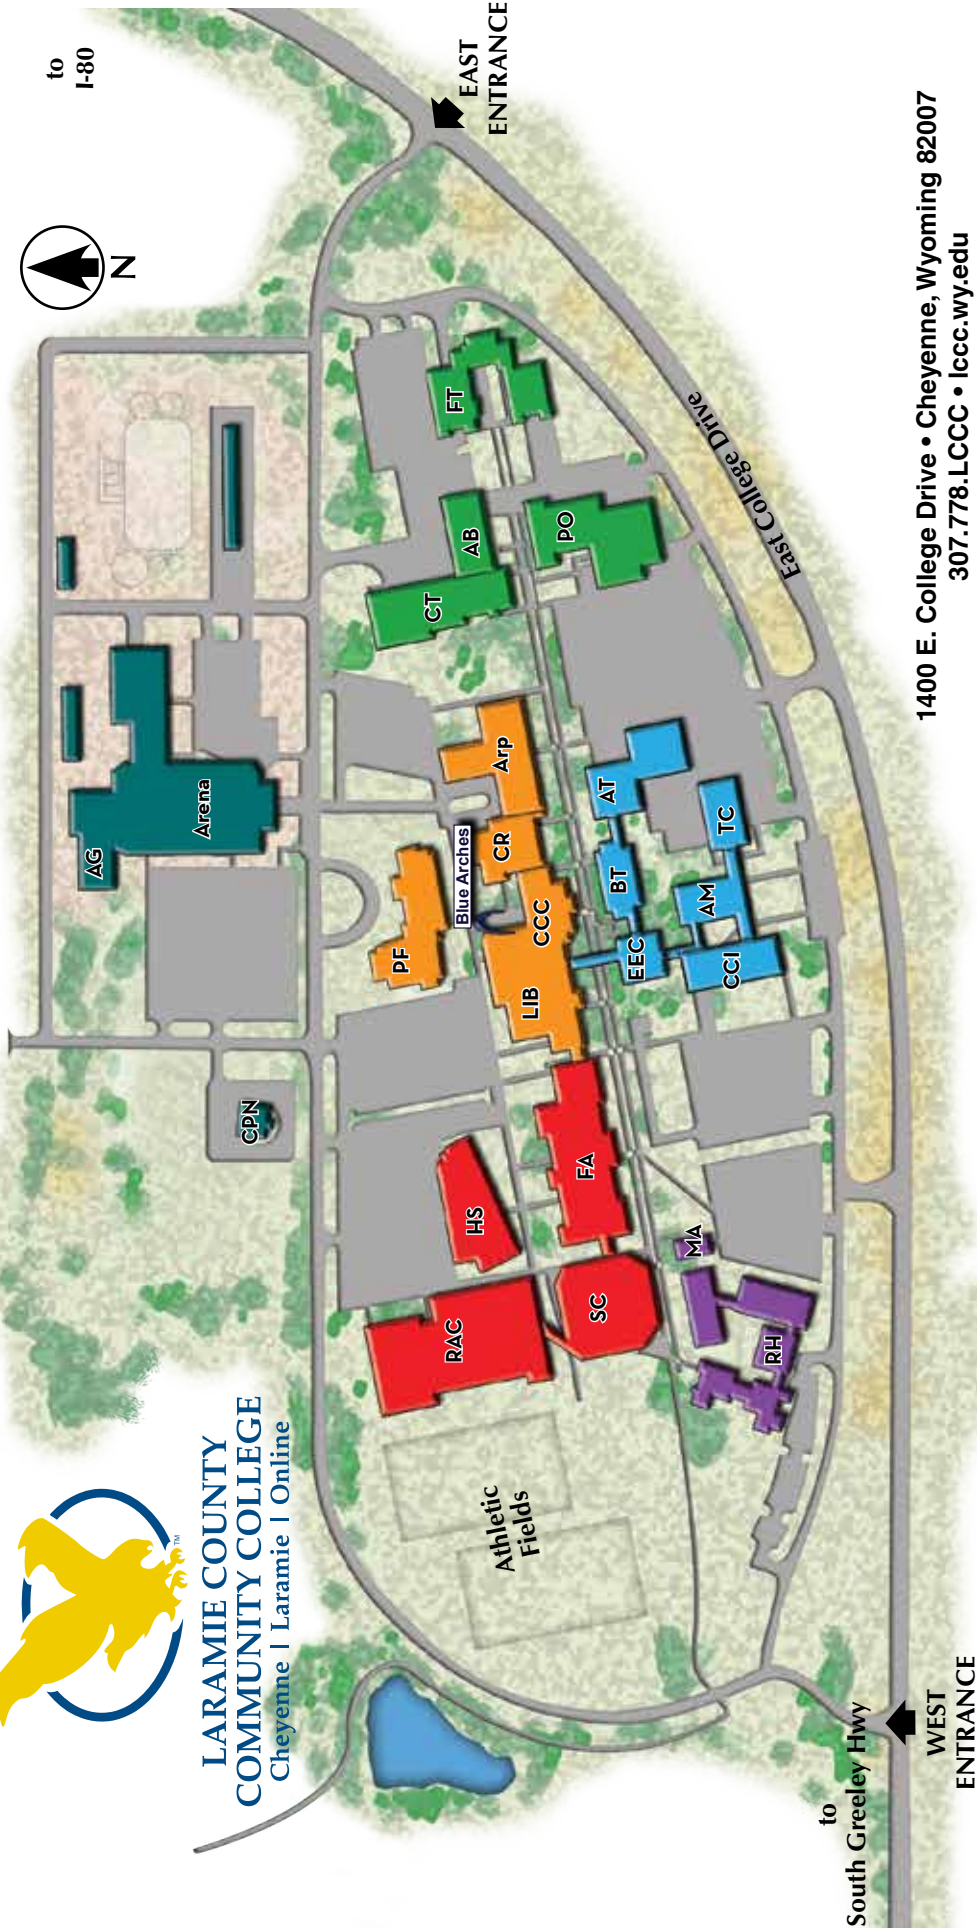 LARAMIE COUNTY
COMMUNITY COLLEGE
Cheyenne | Laramie | Online
TM
N
to
I-80
EAST
ENTRANCE
AG
Arena
CPN
PF
Blue Arches
CR
Arp
CCC
LIB
CT
AB
FT
PO
HS
RAC
FA
SC
AT
BT
EEC
TC
AM
CCI
MA
RH
Athletic
Fields
East College Drive
to
South Greeley Hwy
WEST
ENTRANCE
1400 E. College Drive • Cheyenne, Wyoming 82007
307.778.LCCC • lccc.wy.edu